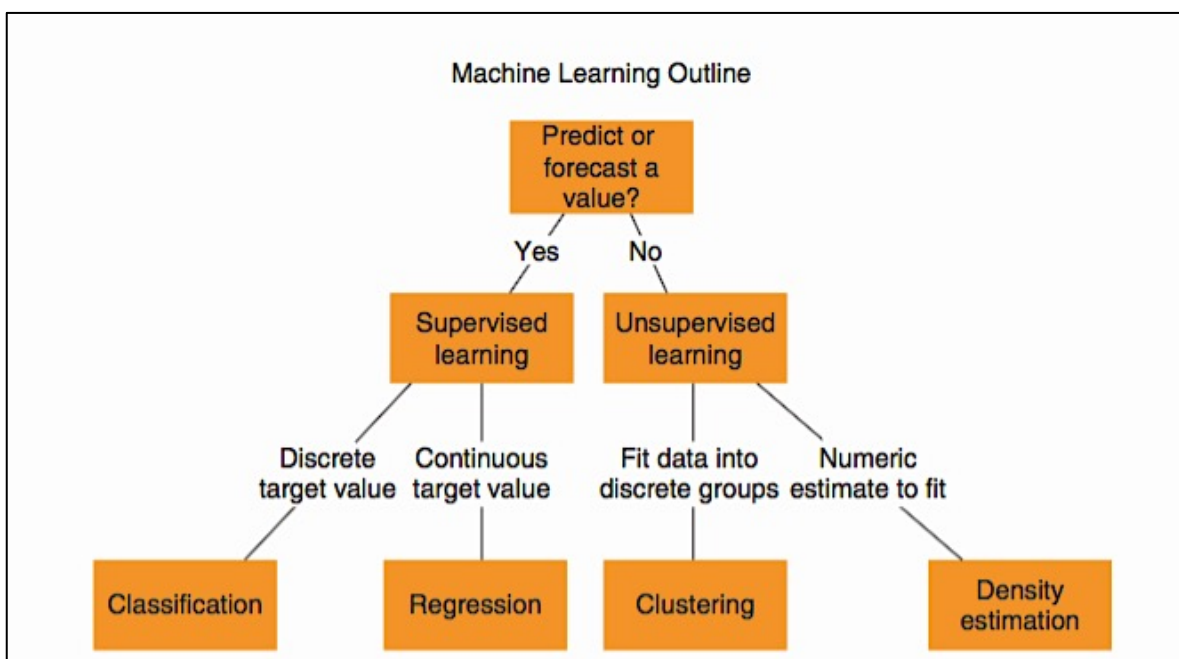 Machine Learning Outline
Predict or
forecast a
value?
Yes
No
Supervised
learning
Unsupervised
learning
Discrete
target value
Continuous
target value
Fit data into
discrete groups
Numeric
estimate to fit
Classification
Regression
Clustering
Density
estimation